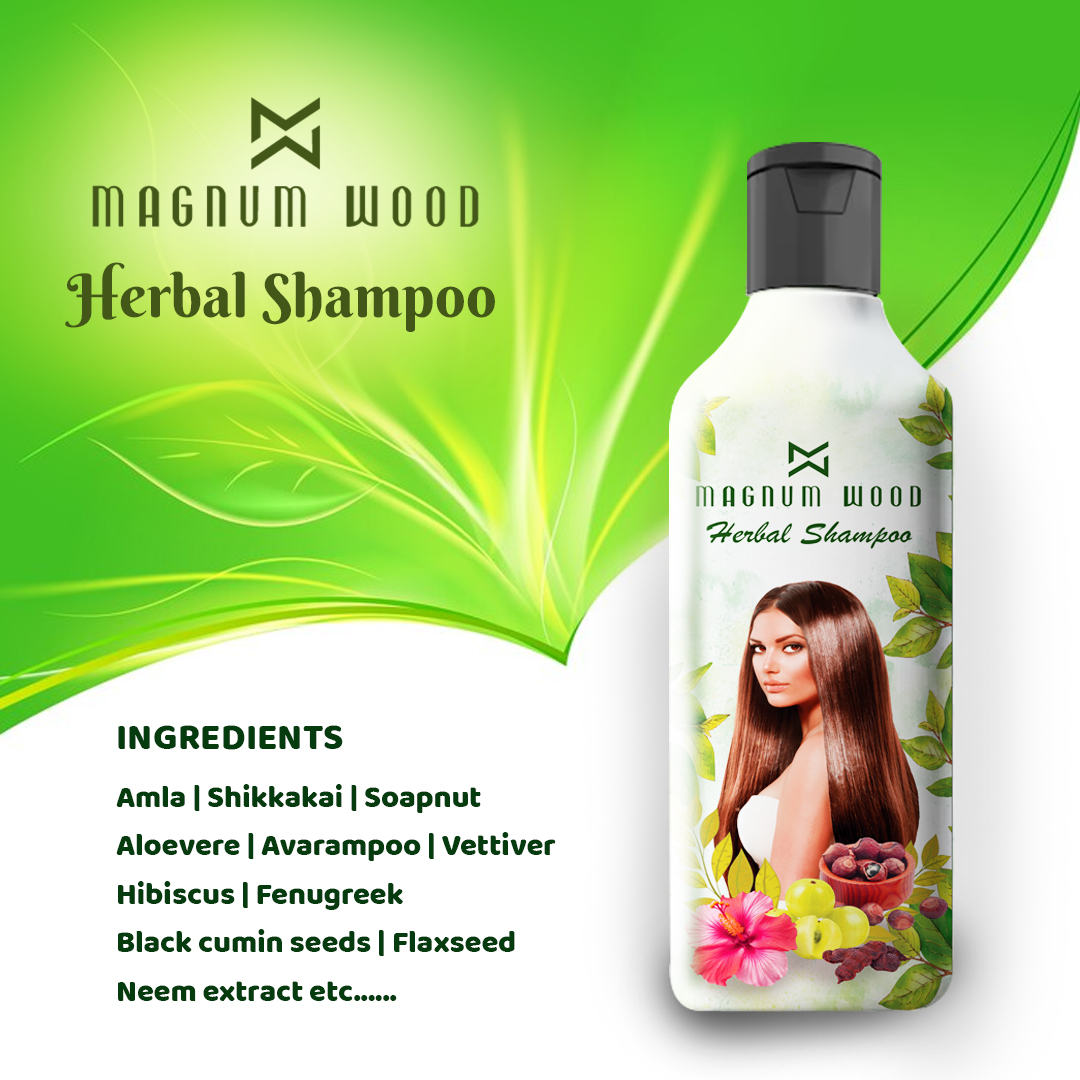 MAGNUM WOOD
Herbal Shampoo
MAGNUM WOOD
Herbal Shampoo
INGREDIENTS
Amla | Shikkakai | Soapnut
Aloevere | Avarampoo | Vettiver
Hibiscus | Fenugreek
Black cumin seeds | Flaxseed
Neem extract etc......